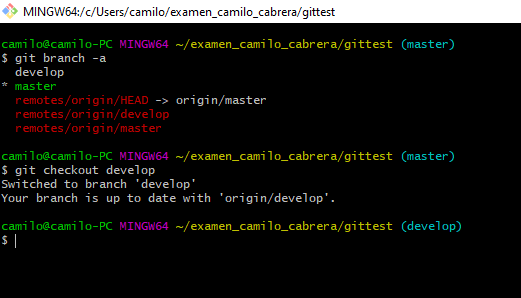 MINGW64:/c/Users/camilo/examen_camilo_cabrera/gittest
camilo@camilo-PC MINGW64 ~/examen_camilo_cabrera/gittest (master)
$ git branch -a
  develop
* master
  remotes/origin/HEAD -> origin/master
  remotes/origin/develop
  remotes/origin/master
camilo@camilo-PC MINGW64 ~/examen_camilo_cabrera/gittest (master)
$ git checkout develop
Switched to branch 'develop'
Your branch is up to date with 'origin/develop'.
camilo@camilo-PC MINGW64 ~/examen_camilo_cabrera/gittest (develop)
$